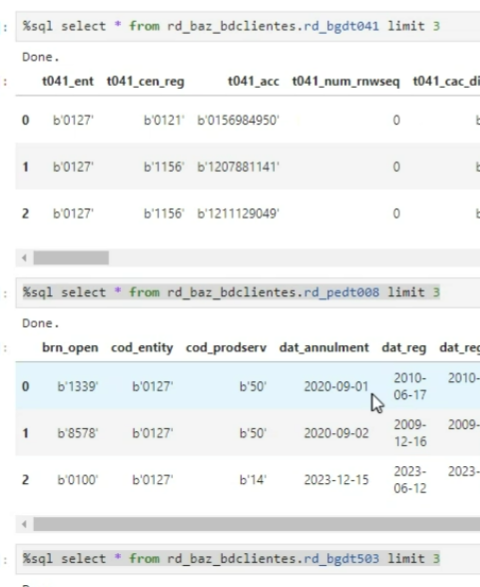 %sql select * from rd_baz_bdclientes.rd_bgdt041 limit 3
Done.
t041_ent t041_cen_reg t041_acc t041_num_rnwseq t041_cac_di
0 b'0127' b'0121' b'0156984950' 0 b
1 b'0127' b'1156' b'1207881141' 0 b
2 b'0127' b'1156' b'1211129049' 0 b
%sql select * from rd_baz_bdclientes.rd_pedt008 limit 3
Done.
brn_open cod_entity cod_prodserv dat_annulment dat_reg dat_reg
0 b'1339' b'0127' b'50' 2020-09-01 2010-06-17 2010-
1 b'8578' b'0127' b'50' 2020-09-02 2009-12-16 2009-
2 b'0100' b'0127' b'14' 2023-12-15 2023-06-12 2023-
%sql select * from rd_baz_bdclientes.rd_bgdt503 limit 3